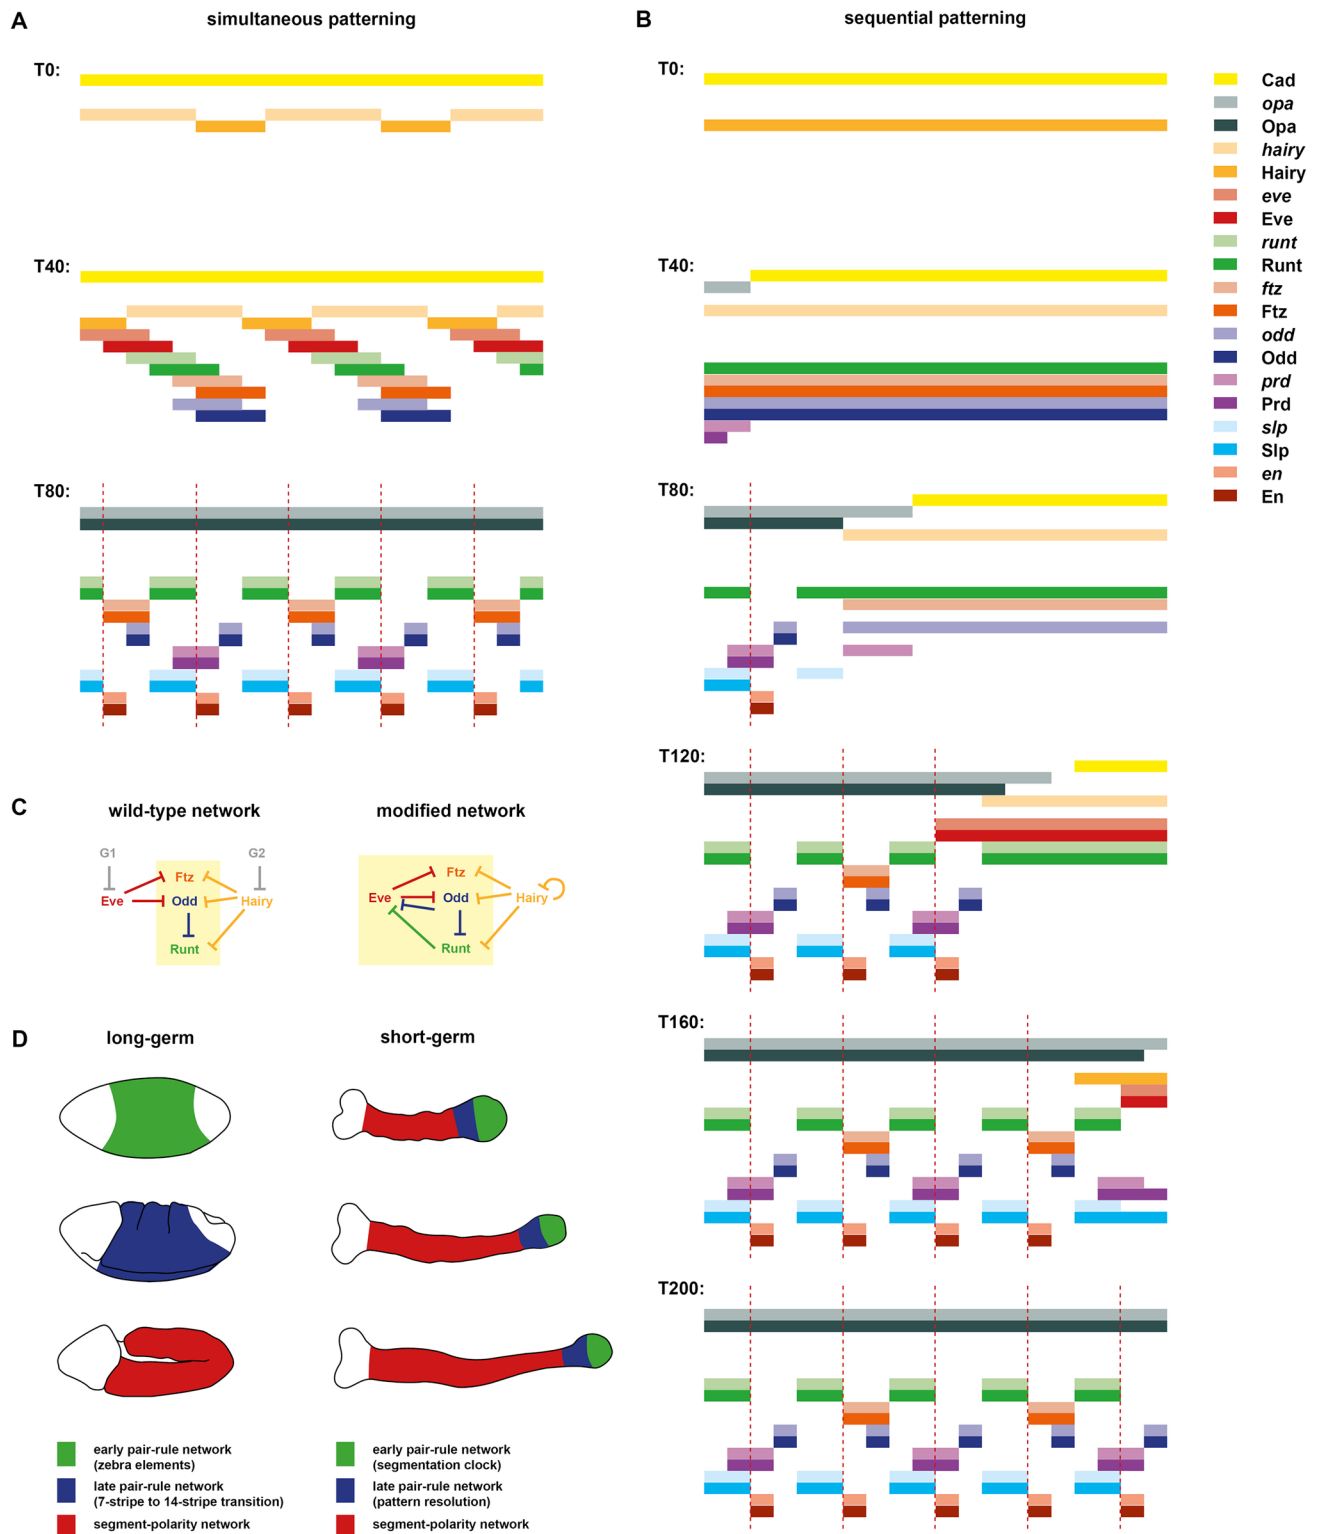 A
simultaneous patterning
T0:
T40:
T80:
B
sequential patterning
T0:
T40:
T80:
T120:
T160:
T200:
Cad
opa
Opa
hairy
Hairy
eve
Eve
runt
Runt
ftz
Ftz
odd
Odd
prd
Prd
slp
Slp
en
En
C
wild-type network
G1
G2
Ftz
Eve
Odd
Hairy
Runt
modified network
Ftz
Eve
Odd
Hairy
Runt
D
long-germ
short-germ
early pair-rule network
(zebra elements)
late pair-rule network
(7-stripe to 14-stripe transition)
segment-polarity network
early pair-rule network
(segmentation clock)
late pair-rule network
(pattern resolution)
segment-polarity network